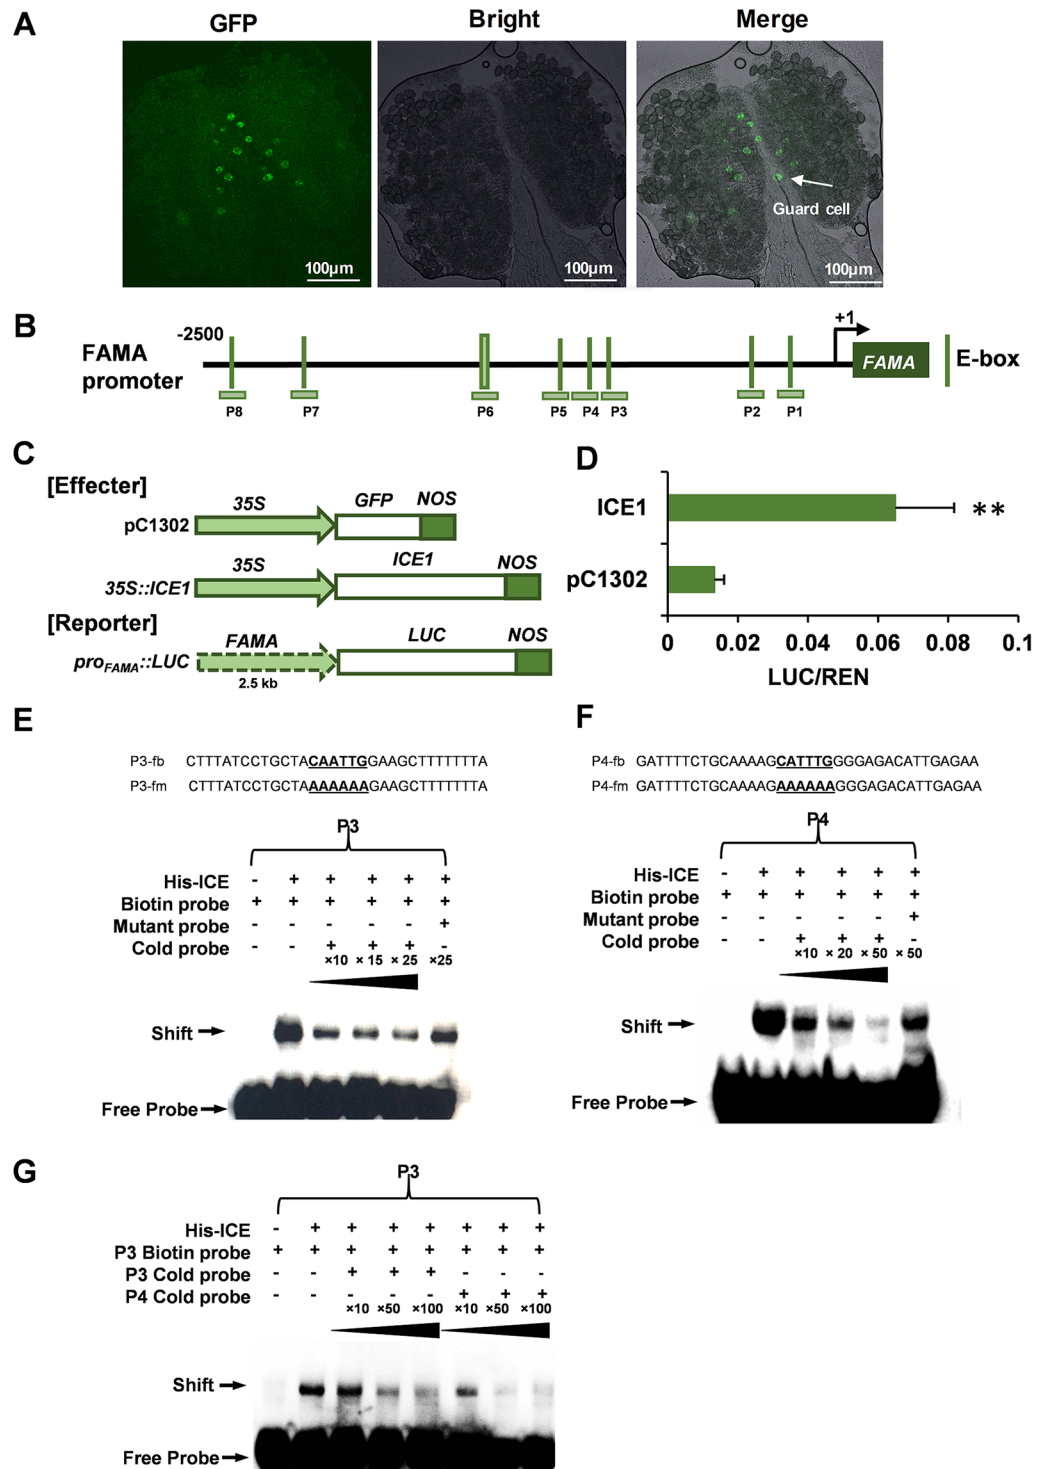 A
GFP
Bright
Merge
Guard cell
100μm
100μm
100μm
B
-2500
+1
FAMA promoter
FAMA
E-box
P8
P7
P6
P5
P4
P3
P2
P1
C
[Effecter]
35S
GFP
NOS
pC1302
35S
ICE1
NOS
35S::ICE1
[Reporter]
FAMA
LUC
NOS
proFAMA::LUC
2.5 kb
D
ICE1
**
pC1302
0 0.02 0.04 0.06 0.08 0.1
LUC/REN
E
P3-fb CTTTATCCTGCTACAATTGGAAGCTTTTTTTA
P3-fm CTTTATCCTGCTAAAAAAAGAAGCTTTTTTTA
P3
His-ICE - + + + + +
Biotin probe + + + + + +
Mutant probe - - - - - +
Cold probe - - + + + -
×10 × 15 × 25 ×25
Shift
Free Probe
F
P4-fb GATTTTCTGCAAAAGCATTTGGGGAGACATTGAGAA
P4-fm GATTTTCTGCAAAAGAAAAAAGGGAGACATTGAGAA
P4
His-ICE - + + + + +
Biotin probe + + + + + +
Mutant probe - - - - - +
Cold probe - - + + + -
×10 × 20 × 50 × 50
Shift
Free Probe
G
P3
His-ICE - + + + + + + +
P3 Biotin probe + + + + + + + +
P3 Cold probe - - + + + - - -
P4 Cold probe - - - - - + + +
×10 ×50 ×100 ×10 ×50 ×100
Shift
Free Probe